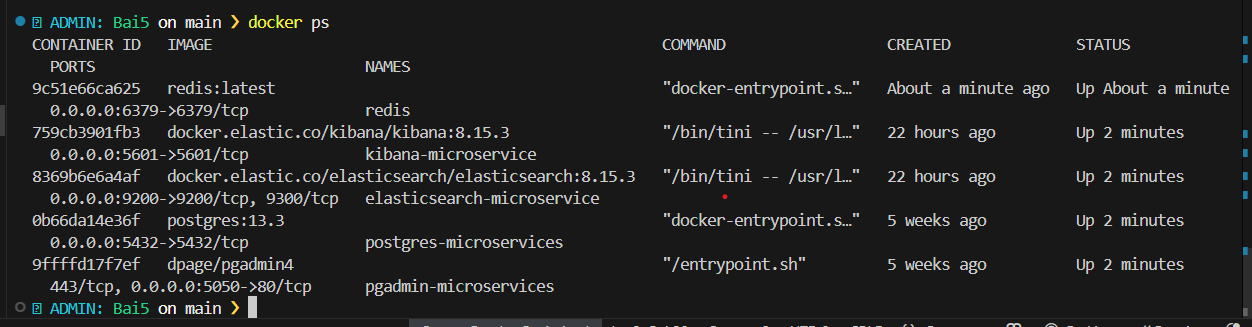 ADMIN: Bai5 on main ❯ docker ps
CONTAINER ID   IMAGE                                                 COMMAND                  CREATED              STATUS
  PORTS                              NAMES
9c51e66ca625   redis:latest                                          "docker-entrypoint.s…"   About a minute ago   Up About a minute
  0.0.0.0:6379->6379/tcp             redis
759cb3901fb3   docker.elastic.co/kibana/kibana:8.15.3                "/bin/tini -- /usr/l…"   22 hours ago         Up 2 minutes
  0.0.0.0:5601->5601/tcp             kibana-microservice
8369b6e6a4af   docker.elastic.co/elasticsearch/elasticsearch:8.15.3   "/bin/tini -- /usr/l…"   22 hours ago         Up 2 minutes
  0.0.0.0:9200->9200/tcp, 9300/tcp   elasticsearch-microservice
0b66da14e36f   postgres:13.3                                         "docker-entrypoint.s…"   5 weeks ago          Up 2 minutes
  0.0.0.0:5432->5432/tcp             postgres-microservices
9ffffd17f7ef   dpage/pgadmin4                                        "/entrypoint.sh"         5 weeks ago          Up 2 minutes
  443/tcp, 0.0.0.0:5050->80/tcp      pgadmin-microservices
ADMIN: Bai5 on main ❯